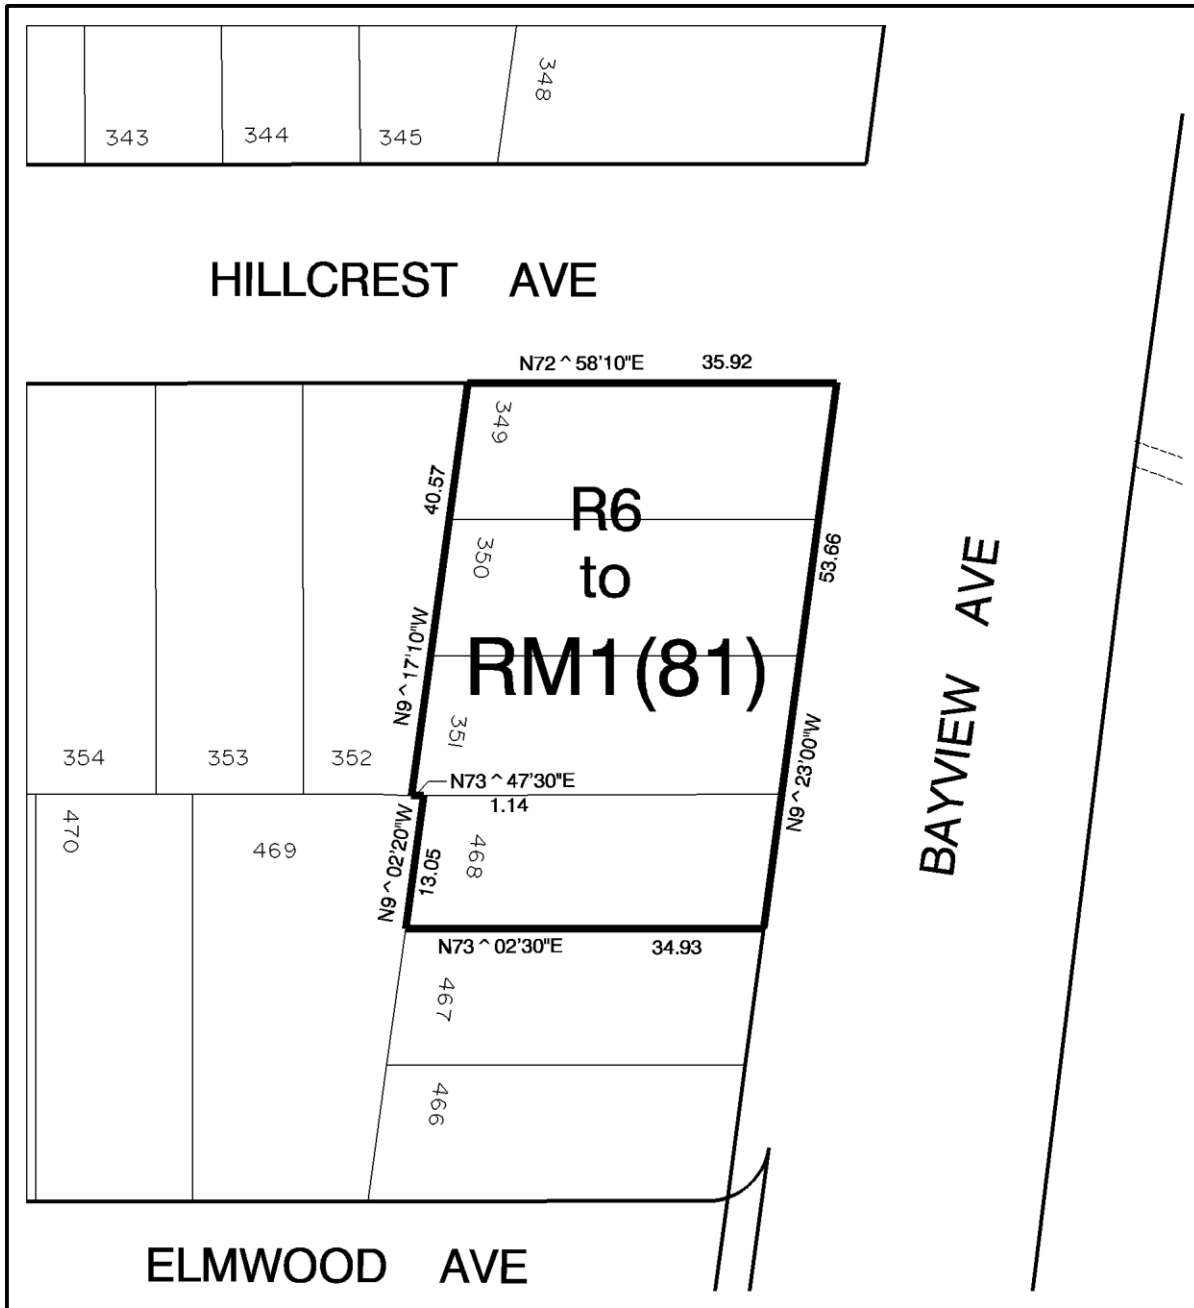 348
343
344
345
HILLCREST AVE
N72^58'10"E 35.92
349
40.57
R6
to
RM1(81)
350
53.66
N9^17'10"W
351
N9^23'00"W
BAYVIEW AVE
354
353
352
N73^47'30"E
1.14
470
469
N9^02'20"W
13.05
468
N73^02'30"E 34.93
467
466
ELMWOOD AVE